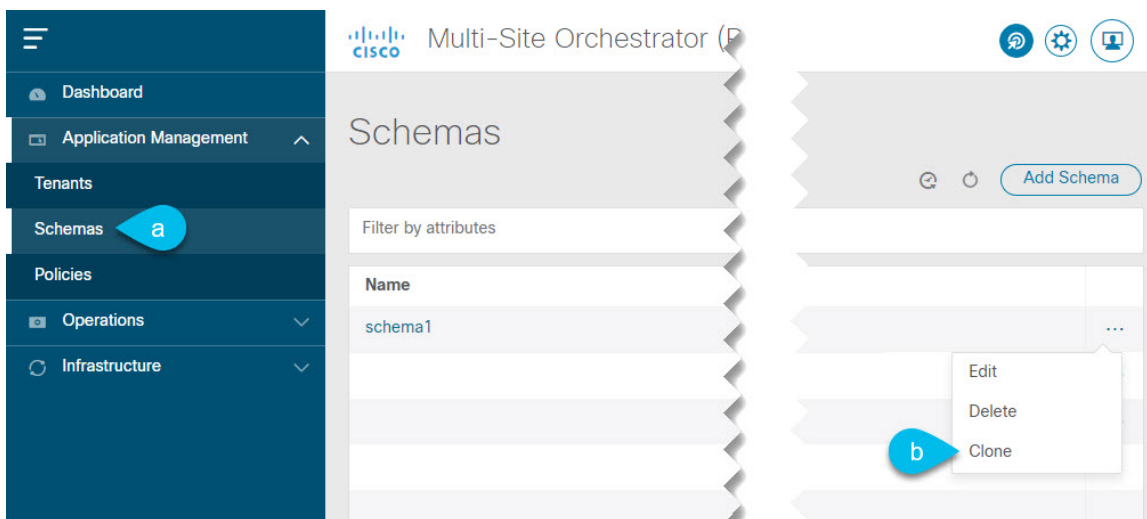 cisco Multi-Site Orchestrator (P
Dashboard
Application Management
Tenants
Schemas a
Policies
Operations
Infrastructure
Schemas
Add Schema
Filter by attributes
Name
schema1
...
Edit
Delete
b Clone